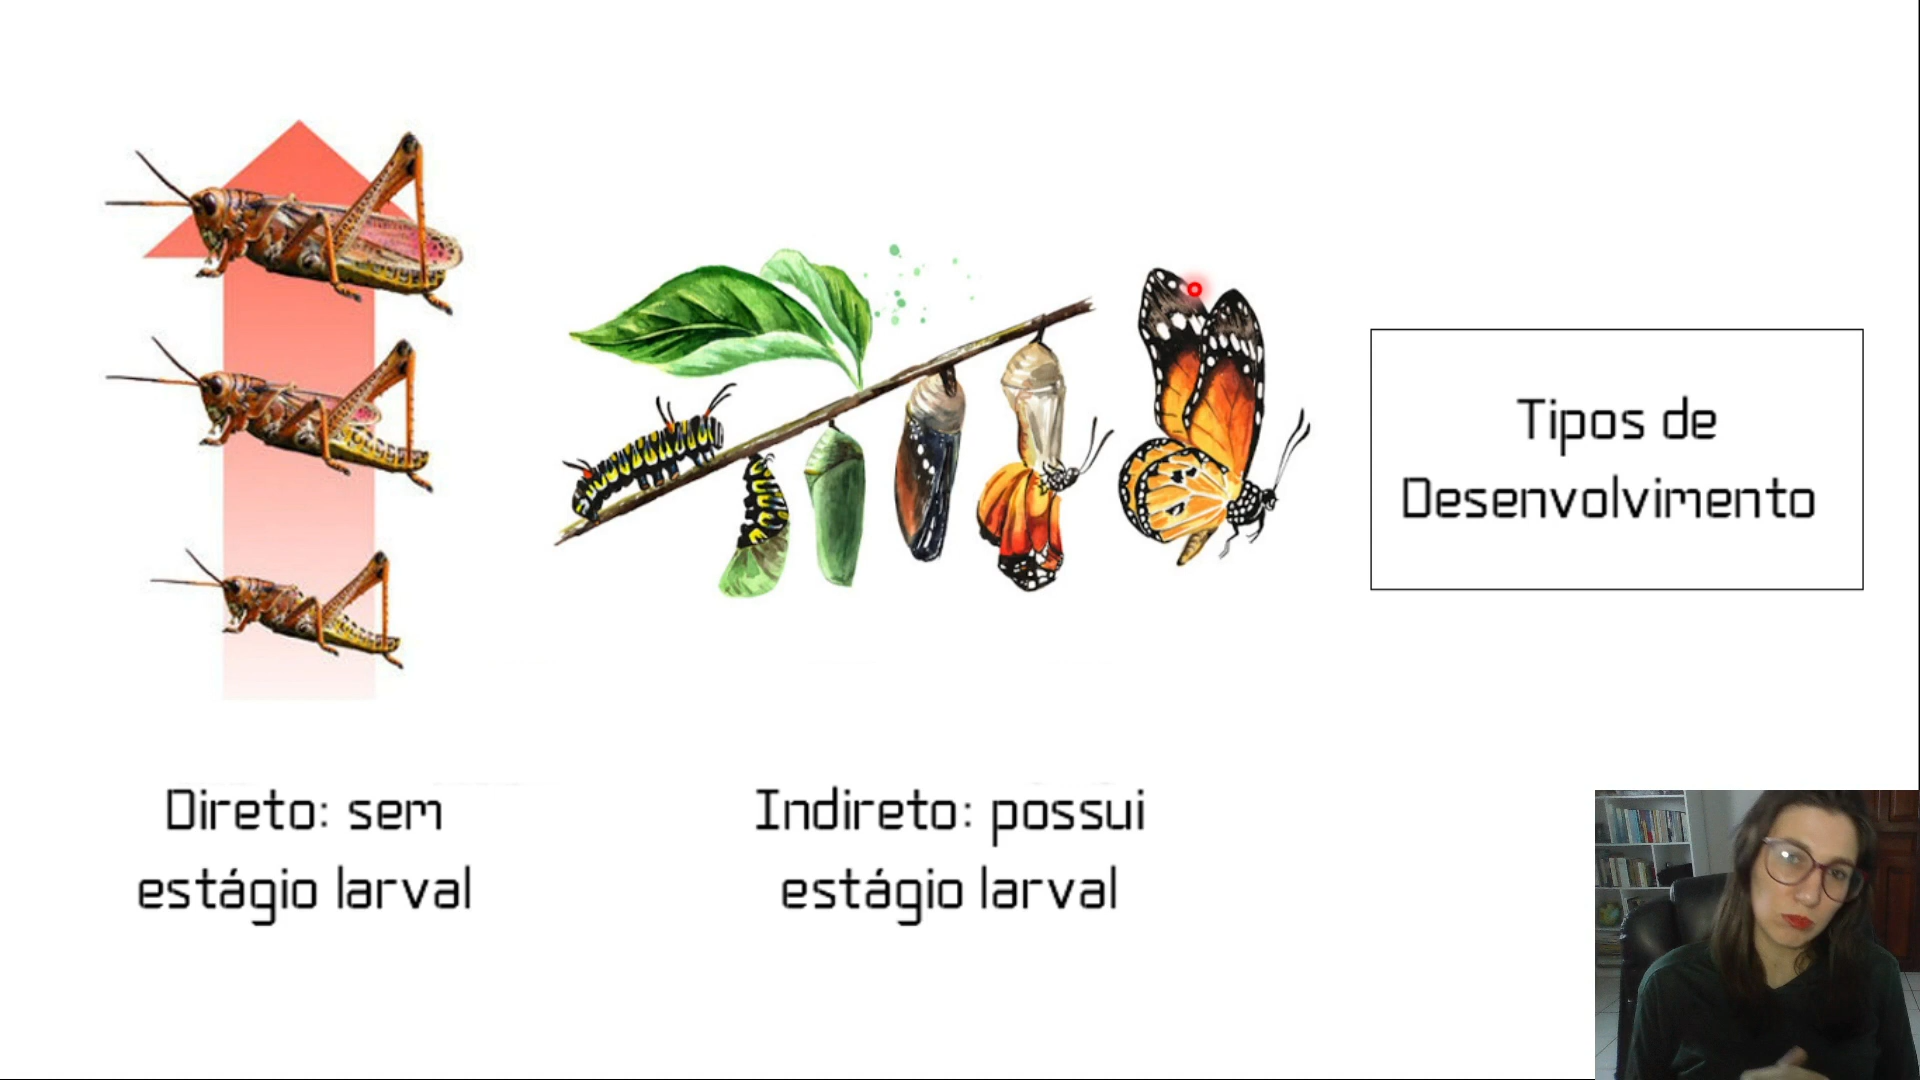 Tipos de
Desenvolvimento
Direto: sem
estágio larval
Indireto: possui
estágio larval